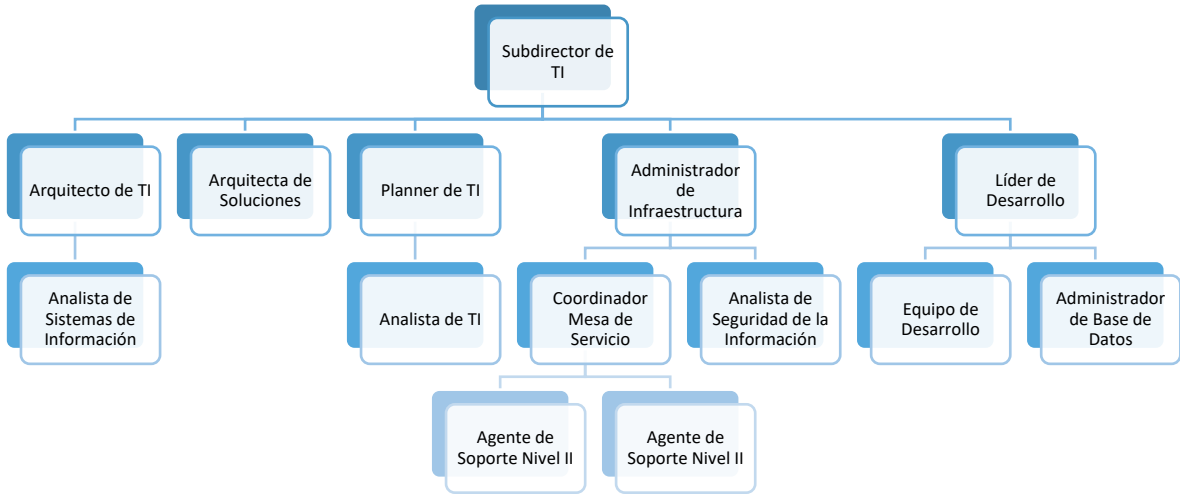 Subdirector de
TI
Arquitecto de TI
Arquitecta de
Soluciones
Planner de TI
Administrador
de
Infraestructura
Líder de
Desarrollo
Analista de
Sistemas de
Información
Analista de TI
Coordinador
Mesa de
Servicio
Analista de
Seguridad de la
Información
Equipo de
Desarrollo
Administrador
de Base de
Datos
Agente de
Soporte Nivel II
Agente de
Soporte Nivel II